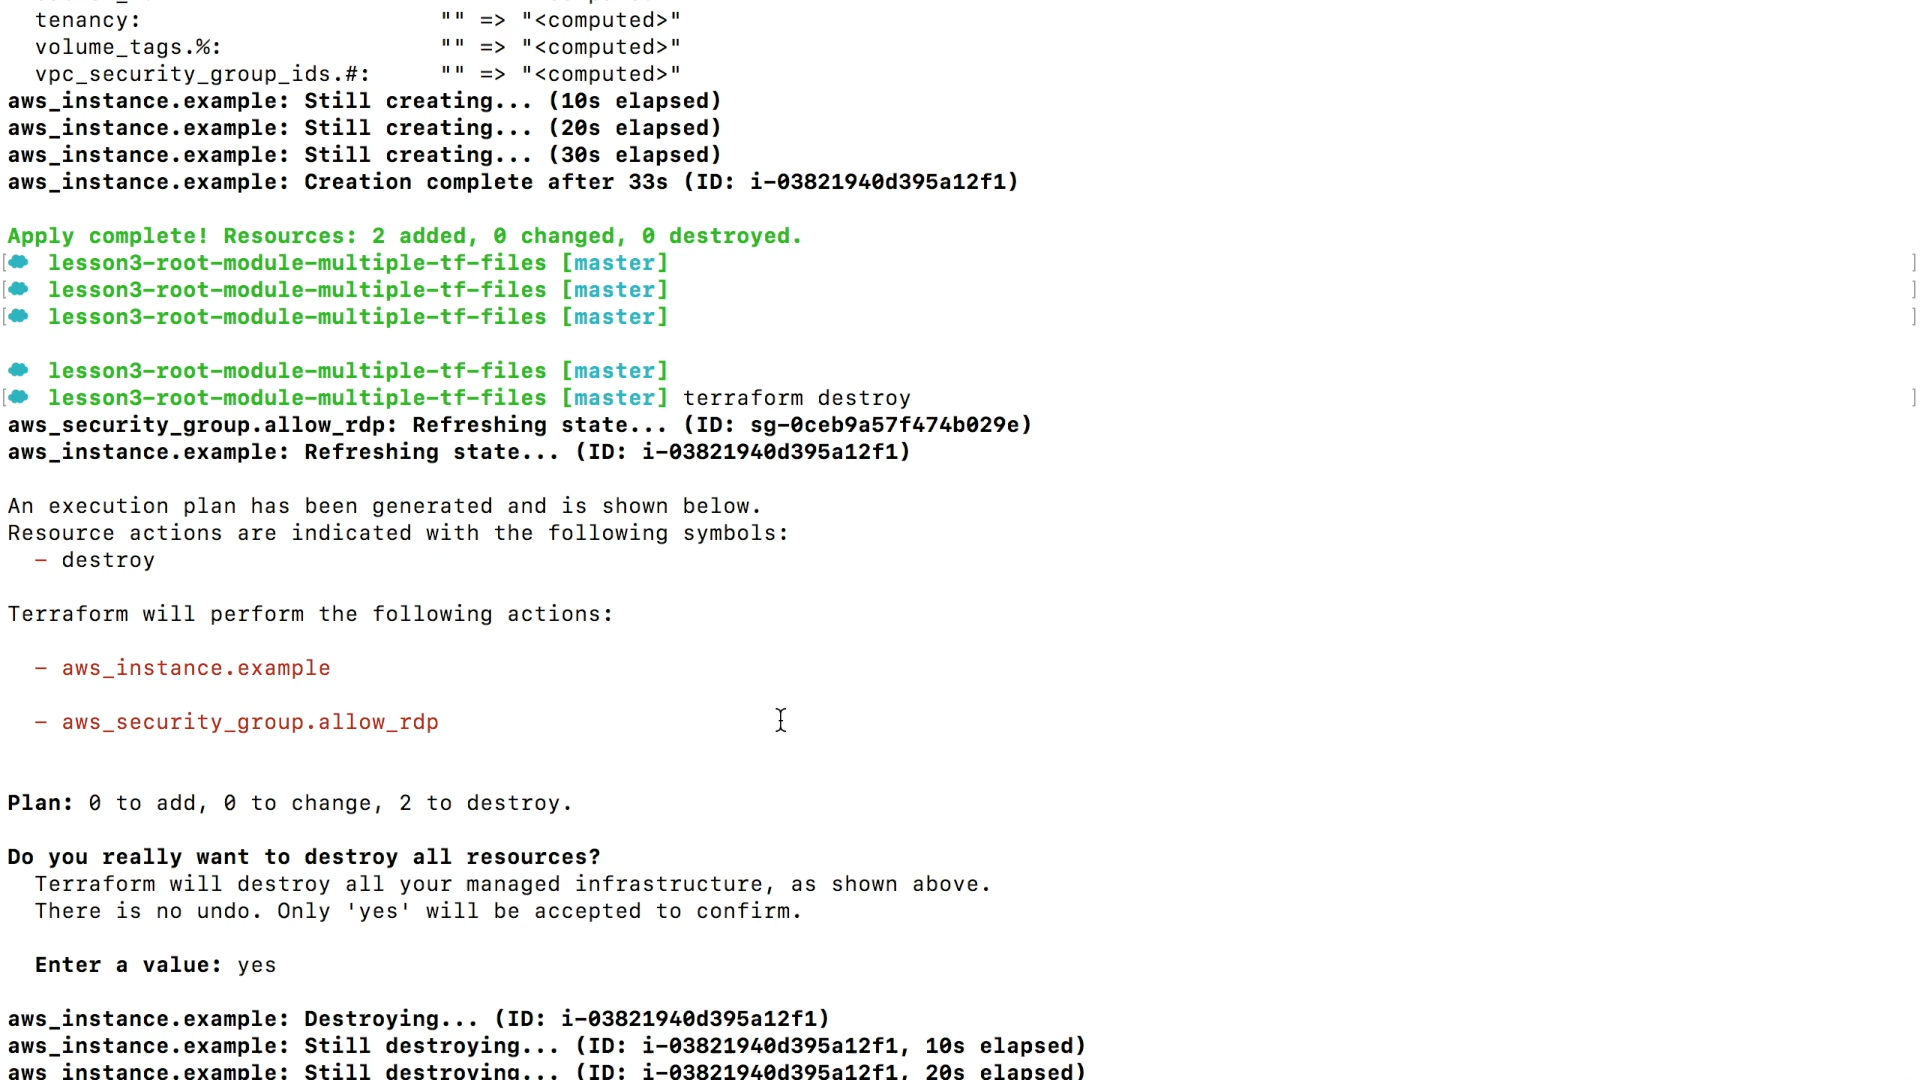 tenancy: "" => "<computed>"
volume_tags.%: "" => "<computed>"
vpc_security_group_ids.#: "" => "<computed>"
aws_instance.example: Still creating... (10s elapsed)
aws_instance.example: Still creating... (20s elapsed)
aws_instance.example: Still creating... (30s elapsed)
aws_instance.example: Creation complete after 33s (ID: i-03821940d395a12f1)
Apply complete! Resources: 2 added, 0 changed, 0 destroyed.
lesson3-root-module-multiple-tf-files [master]
lesson3-root-module-multiple-tf-files [master]
lesson3-root-module-multiple-tf-files [master]
lesson3-root-module-multiple-tf-files [master]
lesson3-root-module-multiple-tf-files [master] terraform destroy
aws_security_group.allow_rdp: Refreshing state... (ID: sg-0ceb9a57f474b029e)
aws_instance.example: Refreshing state... (ID: i-03821940d395a12f1)
An execution plan has been generated and is shown below.
Resource actions are indicated with the following symbols:
- destroy
Terraform will perform the following actions:
- aws_instance.example
- aws_security_group.allow_rdp
Plan: 0 to add, 0 to change, 2 to destroy.
Do you really want to destroy all resources?
Terraform will destroy all your managed infrastructure, as shown above.
There is no undo. Only 'yes' will be accepted to confirm.
Enter a value: yes
aws_instance.example: Destroying... (ID: i-03821940d395a12f1)
aws_instance.example: Still destroying... (ID: i-03821940d395a12f1, 10s elapsed)
aws_instance.example: Still destroying... (ID: i-03821940d395a12f1, 20s elapsed)